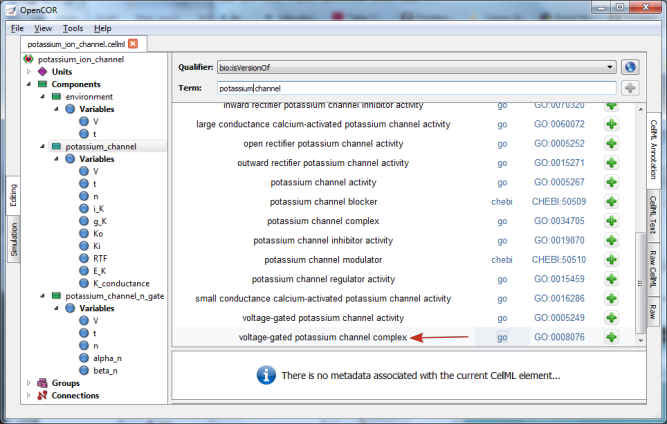 OpenCOR
File View Tools Help
potassium_ion_channel.cellml
potassium_ion_channel
Units
Components
environment
Variables
V
t
potassium_channel
Variables
V
t
n
i_K
g_K
Ko
Ki
RTF
E_K
K_conductance
potassium_channel_n_gate
Variables
V
t
n
alpha_n
beta_n
Groups
Connections
Editing
Simulation
Qualifier: bio:isVersionOf
Term: potassium channel
inward rectifier potassium channel inhibitor activity go GO:0070320
large conductance calcium-activated potassium channel activity go GO:0060072
open rectifier potassium channel activity go GO:0005252
outward rectifier potassium channel activity go GO:0015271
potassium channel activity go GO:0005267
potassium channel blocker chebi CHEBI:50509
potassium channel complex go GO:0034705
potassium channel inhibitor activity go GO:0019870
potassium channel modulator chebi CHEBI:50510
potassium channel regulator activity go GO:0015459
small conductance calcium-activated potassium channel activity go GO:0016286
voltage-gated potassium channel activity go GO:0005249
voltage-gated potassium channel complex go GO:0008076
There is no metadata associated with the current CellML element...
CellML Annotation
CellML Text
Raw CellML
Raw